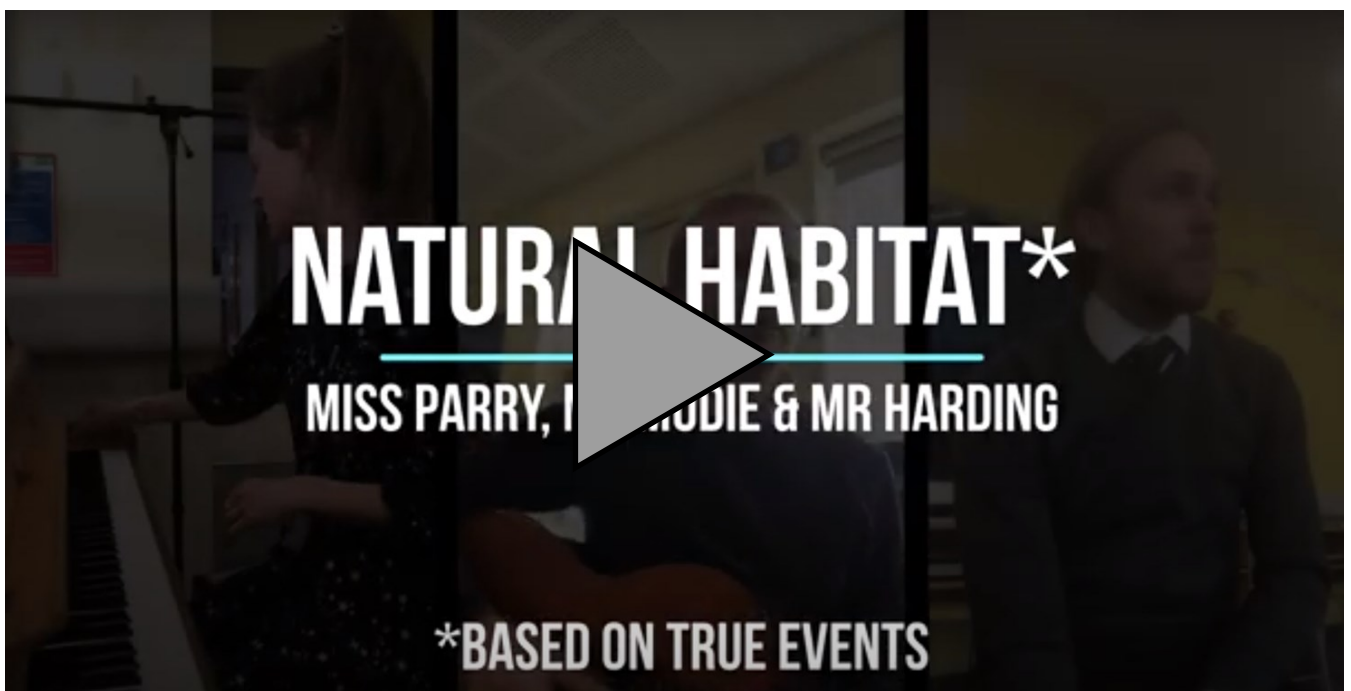 NATURAL HABITAT*
MISS PARRY, & MR HARDING
*BASED ON TRUE EVENTS